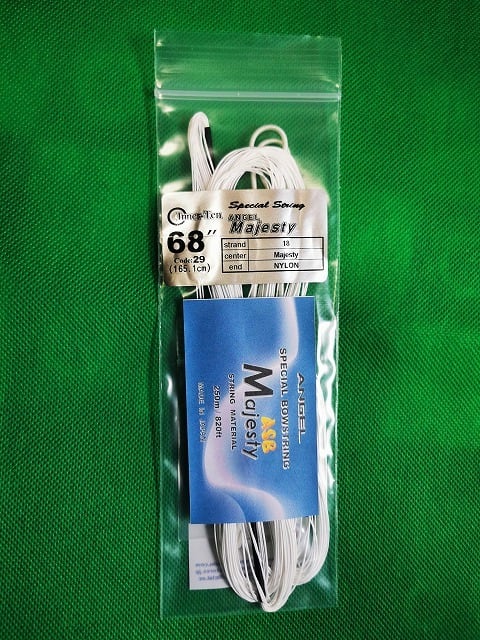 Special String
Inner-Ten
ANGEL
Majesty
68"
Code:29
(165.1cm)
strand 18
center Majesty
end NYLON
ANGEL
SPECIAL BOWSTRING
ASB
Majesty
STRING MATERIAL
250m 820ft
MADE IN JAPAN